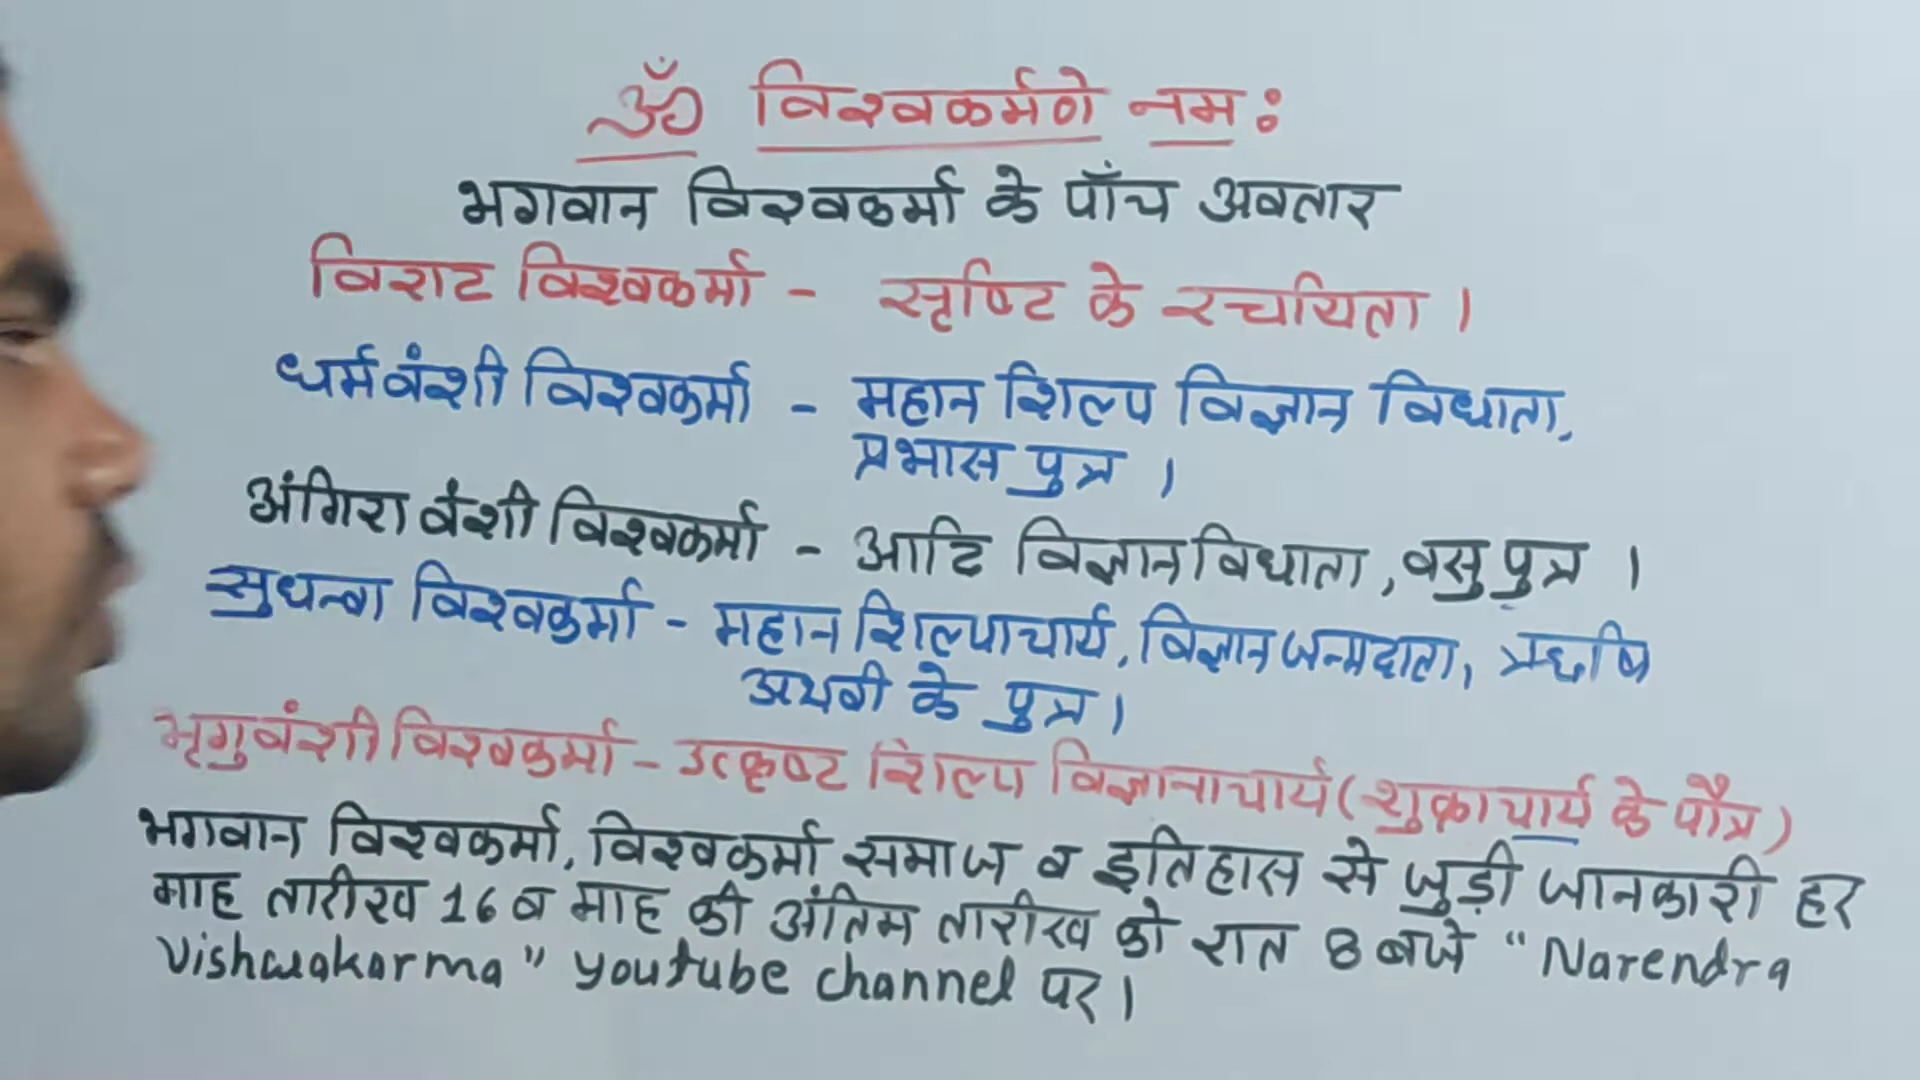 ॐ विश्वकर्मणे नमः
भगवान विश्वकर्मा के पाँच अवतार
विराट विश्वकर्मा - सृष्टि के रचयिता ।
धर्मवंशी विश्वकर्मा - महान शिल्प विज्ञान विधाता,
प्रभास पुत्र ।
अंगिरा वंशी विश्वकर्मा - आदि विज्ञान विधाता, वसु पुत्र ।
सुधन्वा विश्वकर्मा - महान शिल्पाचार्य, विज्ञान जन्मदाता, ऋषि
अथवी के पुत्र ।
भृगुवंशी विश्वकर्मा - उत्कृष्ट शिल्प विज्ञानाचार्य (शुक्राचार्य के पौत्र)
भगवान विश्वकर्मा, विश्वकर्मा समाज व इतिहास से जुड़ी जानकारी हर
माह तारीख 16 व माह की अंतिम तारीख को रात 8 बजे "Narendra
Vishwakarma" youtube channel पर ।